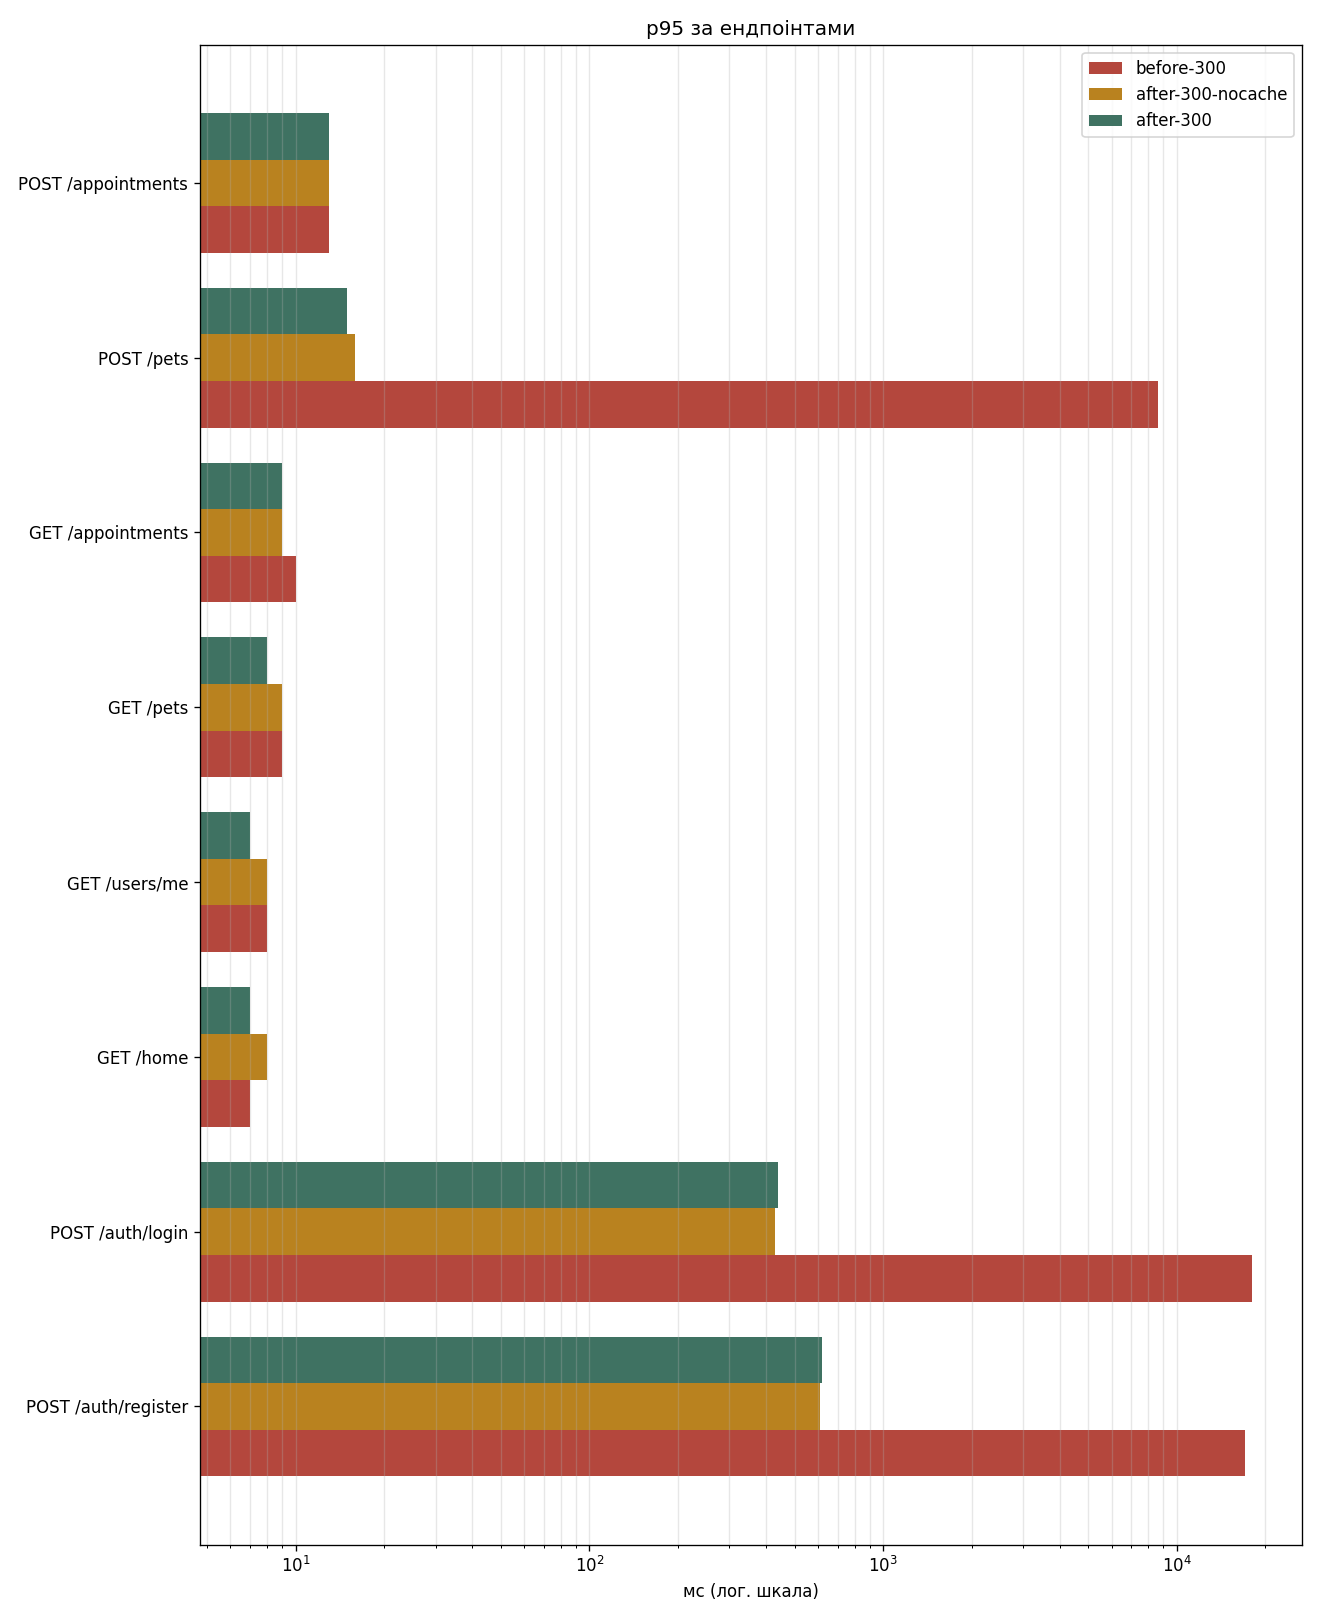 p95 за ендпоінтами
before-300
after-300-nocache
after-300
POST /appointments
POST /pets
GET /appointments
GET /pets
GET /users/me
GET /home
POST /auth/login
POST /auth/register
10¹
10²
10³
10⁴
мс (лог. шкала)